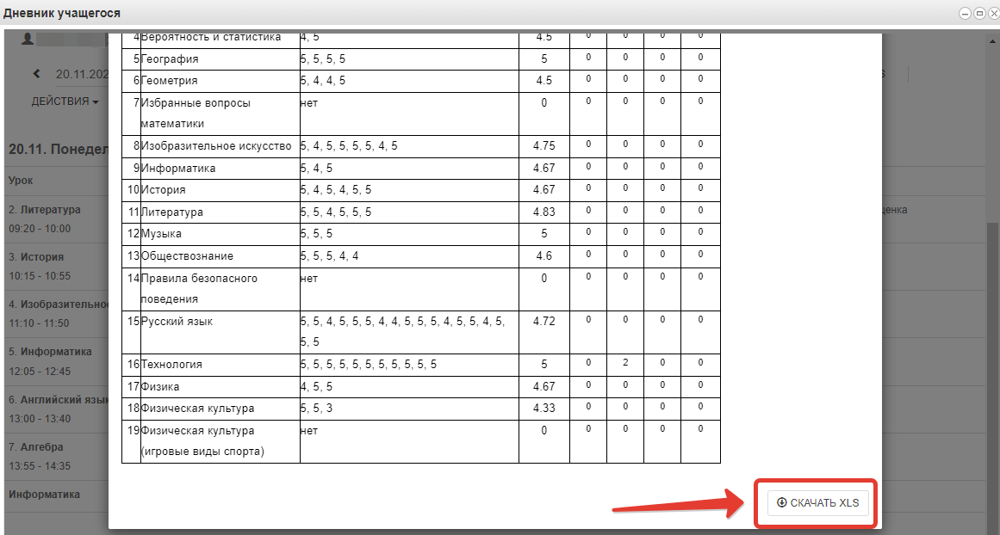 Дневник учащегося
20.11.202
ДЕЙСТВИЯ
20.11. Понедел
Урок
2. Литература
09:20 - 10:00
3. История
10:15 - 10:55
4. Изобразительно
11:10 - 11:50
5. Информатика
12:05 - 12:45
6. Английский язык
13:00 - 13:40
7. Алгебра
13:55 - 14:35
Информатика
4 Вероятность и статистика 4, 5 4.5 0 0 0 0
5 География 5, 5, 5, 5 5 0 0 0 0
6 Геометрия 5, 4, 4, 5 4.5 0 0 0 0
7 Избранные вопросы нет 0 0 0 0 0
математики
8 Изобразительное искусство 5, 4, 5, 5, 5, 5, 4, 5 4.75 0 0 0 0
9 Информатика 5, 4, 5 4.67 0 0 0 0
10 История 5, 4, 5, 4, 5, 5 4.67 0 0 0 0
11 Литература 5, 5, 4, 5, 5, 5 4.83 0 0 0 0
12 Музыка 5, 5, 5 5 0 0 0 0
13 Обществознание 5, 5, 5, 4, 4 4.6 0 0 0 0
14 Правила безопасного нет 0 0 0 0 0
поведения
15 Русский язык 5, 5, 4, 5, 5, 5, 4, 4, 5, 5, 5, 4, 5, 5, 4, 5, 4.72 0 0 0 0
5, 5
16 Технология 5, 5, 5, 5, 5, 5, 5, 5, 5, 5 5 0 2 0 0
17 Физика 4, 5, 5 4.67 0 0 0 0
18 Физическая культура 5, 5, 3 4.33 0 0 0 0
19 Физическая культура нет 0 0 0 0 0
(игровые виды спорта)
ценка
СКАЧАТЬ XLS